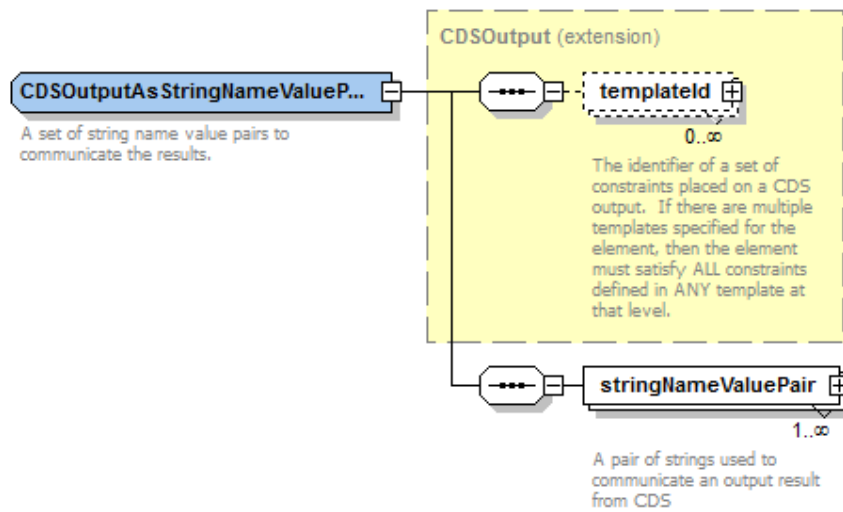 CDSOutput (extension)
CDSOutputAsStringNameValueP...
A set of string name value pairs to
communicate the results.
templateId
0..∞
The identifier of a set of
constraints placed on a CDS
output.  If there are multiple
templates specified for the
element, then the element
must satisfy ALL constraints
defined in ANY template at
that level.
stringNameValuePair
1..∞
A pair of strings used to
communicate an output result
from CDS